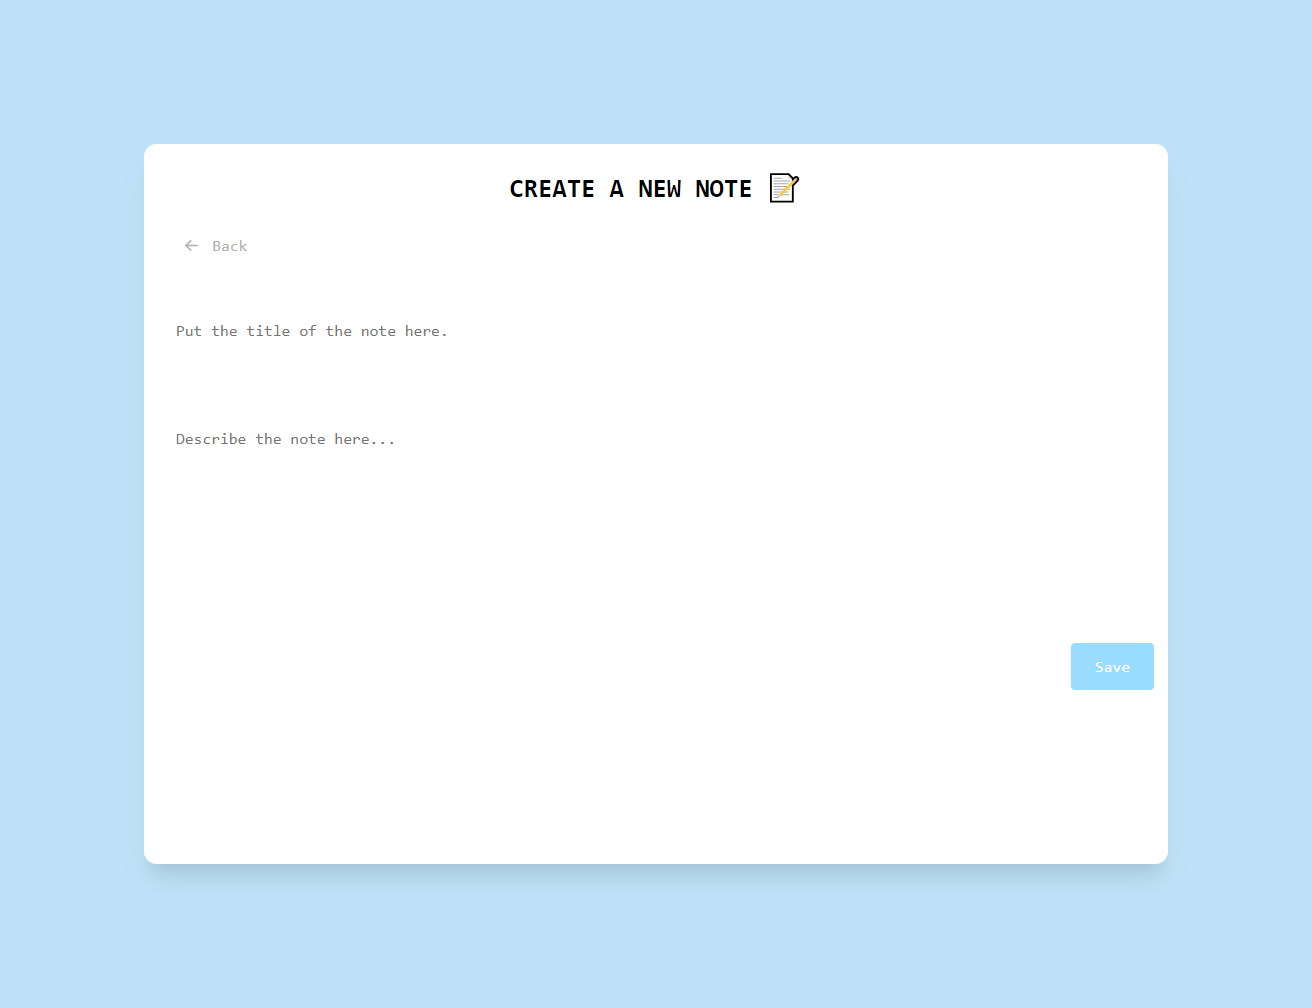 CREATE A NEW NOTE 📝
Back
Put the title of the note here.
Describe the note here...
Save